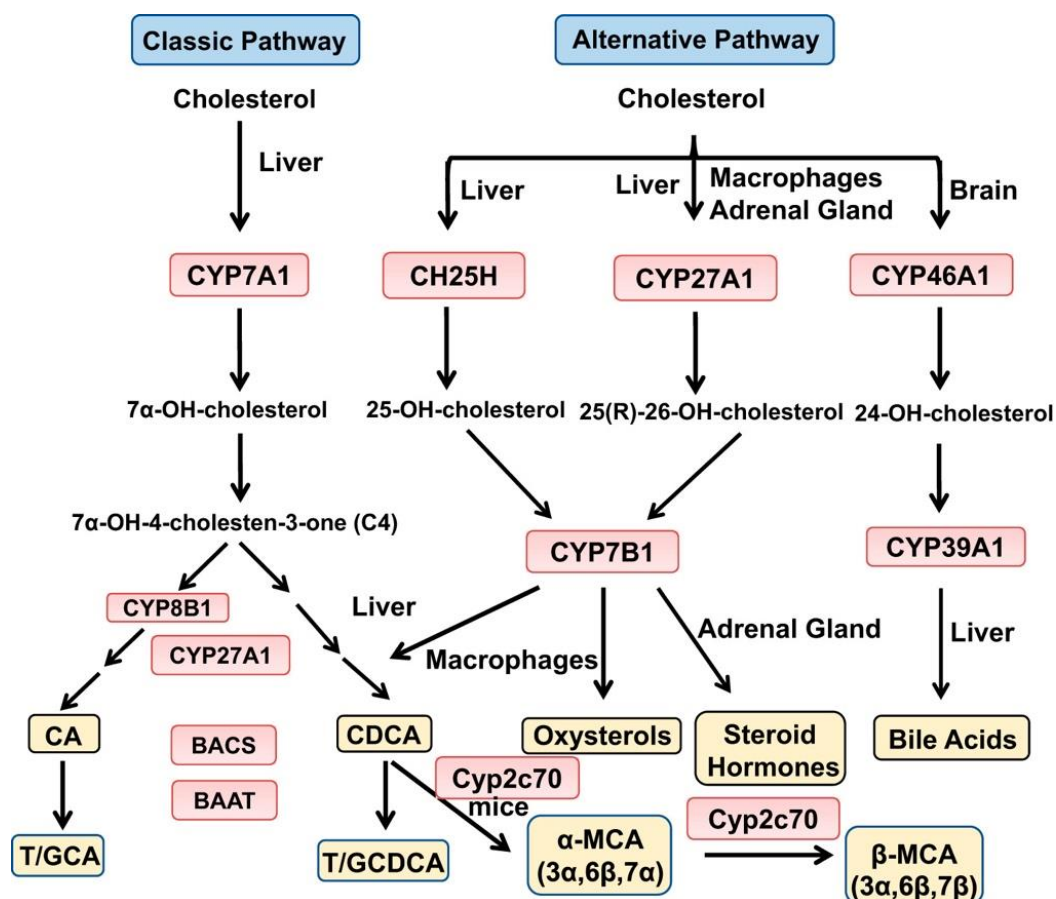 Classic Pathway
Alternative Pathway
Cholesterol
Cholesterol
Liver
Liver
Liver
Macrophages
Adrenal Gland
Brain
CYP7A1
CH25H
CYP27A1
CYP46A1
7α-OH-cholesterol
25-OH-cholesterol
25(R)-26-OH-cholesterol
24-OH-cholesterol
7α-OH-4-cholesten-3-one (C4)
CYP7B1
CYP39A1
CYP8B1
CYP27A1
Liver
Macrophages
Adrenal Gland
Liver
CA
BACS
CDCA
Oxysterols
Steroid
Hormones
Bile Acids
BAAT
Cyp2c70
mice
Cyp2c70
T/GCA
T/GCDCA
α-MCA
(3α,6β,7α)
β-MCA
(3α,6β,7β)